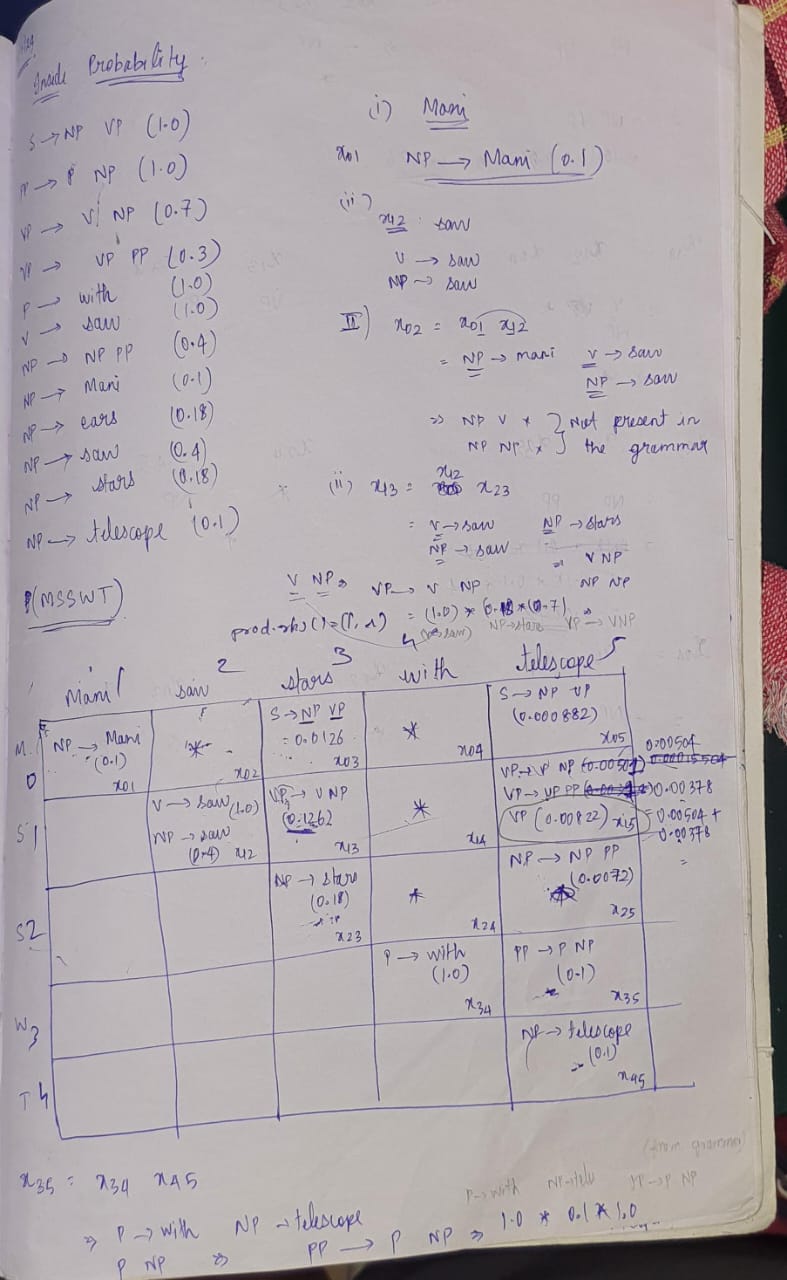 Inside Probability
S → NP VP (1.0)
PP → P NP (1.0)
VP → V NP (0.7)
VP → VP PP (0.3)
P → with (1.0)
V → saw (1.0)
NP → NP PP (0.4)
NP → Mani (0.1)
NP → ears (0.18)
NP → saw (0.4)
NP → stars (0.18)
NP → telescope (0.1)
P(MSSWT)
(i) Mani
x01 NP → Mani (0.1)
(ii)
x12 : saw
V → saw
NP → saw
II) x02 = x01 x12
= NP → mani V → saw
NP → saw
⇒ NP V × } Not present in
NP NP × } the grammar
(ii) x13 = x12 x23
= V → saw NP → stars
NP → saw = V NP
NP NP
V NP ⇒ VP → V NP
= (1.0) * 0.18 * (0.7)
(V→saw) NP→stars VP → VNP
1 2 3 5
Mani saw stars with telescope
M 0
NP → Mani (0.1) x01
* x02
S → NP VP = 0.0126 x03
* x04
S → NP VP (0.000882) x05
S 1
V → saw (1.0)
NP → saw (0.4) x12
VP → V NP (0.1262) x13
* x14
VP → V NP (0.00504) 0.00504
VP → VP PP 0.00378
VP (0.00822) x15 = 0.00504 + 0.00378
=
S 2
NP → stars (0.18) x23
* x24
NP → NP PP (0.0072) x25
W 3
P → with (1.0) x34
PP → P NP (0.1) x35
T 4
NP → telescope (0.1) x45
(from grammar)
x35 = x34 x45
P→with NP→tele PP→P NP
⇒ P → with NP → telescope
P NP ⇒ PP → P NP ⇒ 1.0 * 0.1 * 1.0